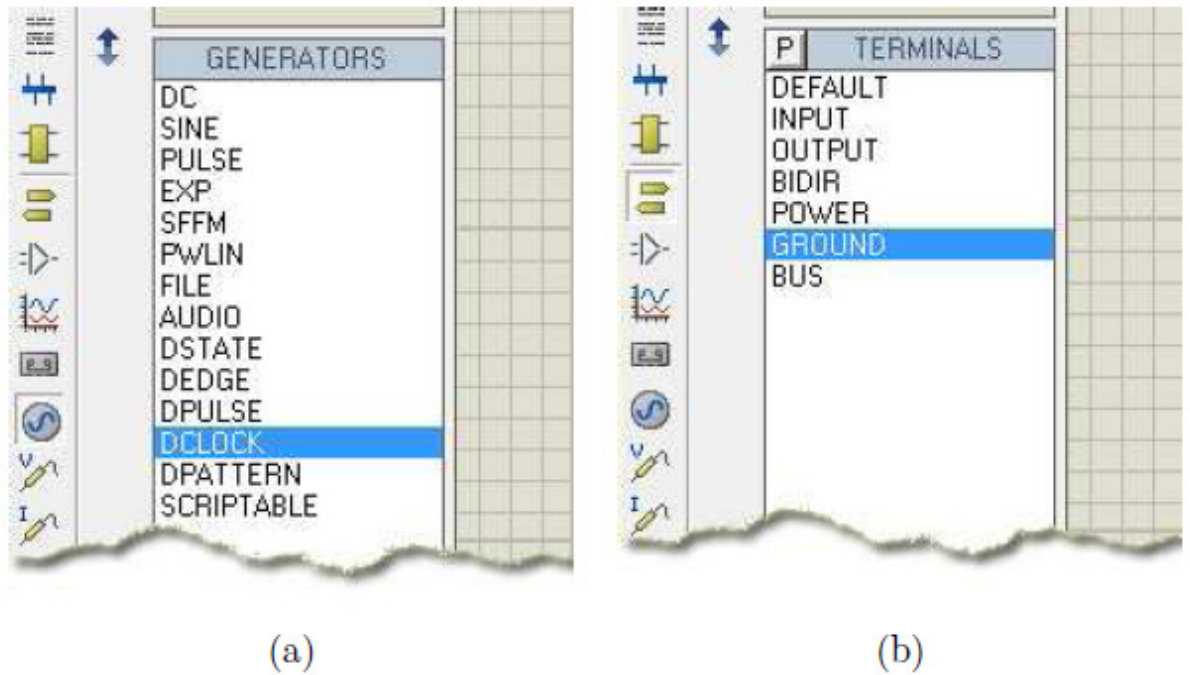 GENERATORS
DC
SINE
PULSE
EXP
SFFM
PWLIN
FILE
AUDIO
DSTATE
DEDGE
DPULSE
DCLOCK
DPATTERN
SCRIPTABLE
V
I
(a)
P TERMINALS
DEFAULT
INPUT
OUTPUT
BIDIR
POWER
GROUND
BUS
V
I
(b)